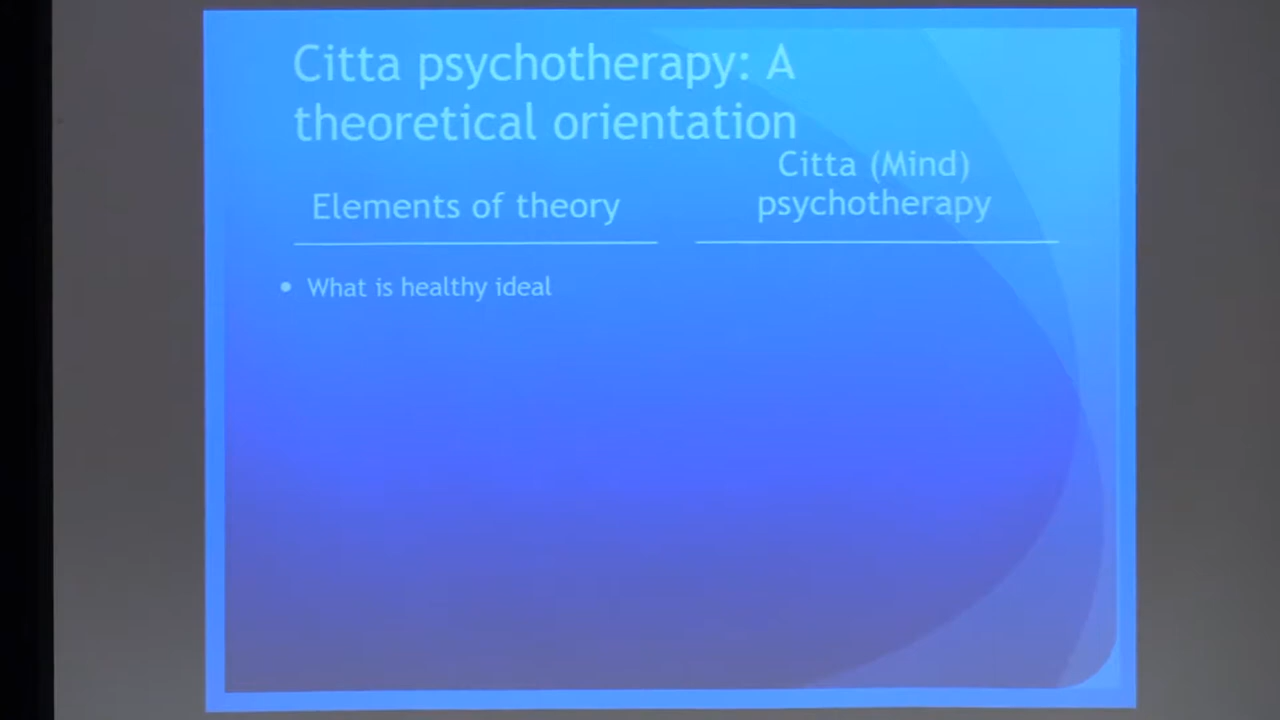 Citta psychotherapy: A
theoretical orientation
Elements of theory
Citta (Mind)
psychotherapy
• What is healthy ideal